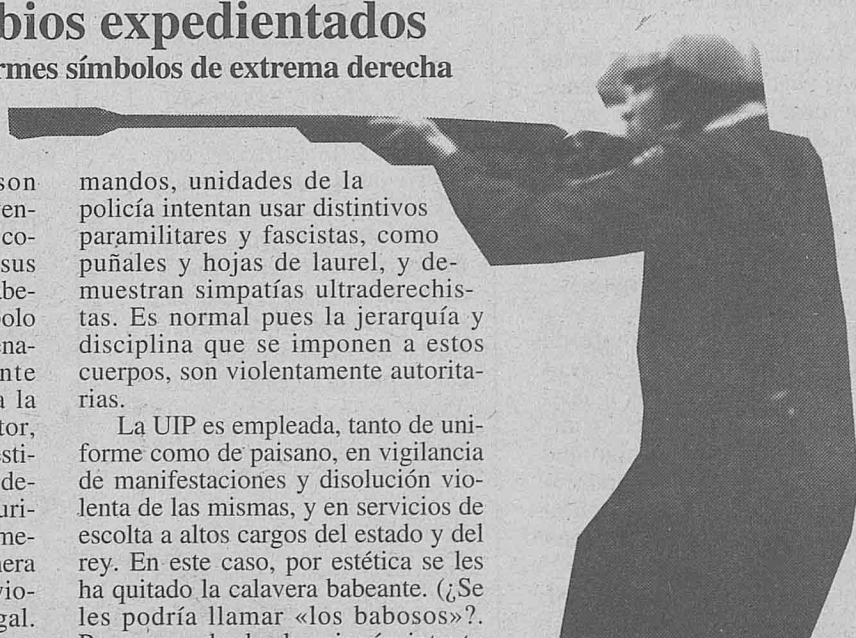 bios expedientados
rmes símbolos de extrema derecha
son
en-
co-
sus
abe-
olo
ena-
nte
a la
tor,
esti-
de-
uri-
me-
nera
vio-
gal.
mandos, unidades de la
policía intentan usar distintivos
paramilitares y fascistas, como
puñales y hojas de laurel, y de-
muestran simpatías ultraderechis-
tas. Es normal pues la jerarquía y
disciplina que se imponen a estos
cuerpos, son violentamente autorita-
rias.
La UIP es empleada, tanto de uni-
forme como de paisano, en vigilancia
de manifestaciones y disolución vio-
lenta de las mismas, y en servicios de
escolta a altos cargos del estado y del
rey. En este caso, por estética se les
ha quitado la calavera babeante. (¿Se
les podría llamar «los babosos»?.